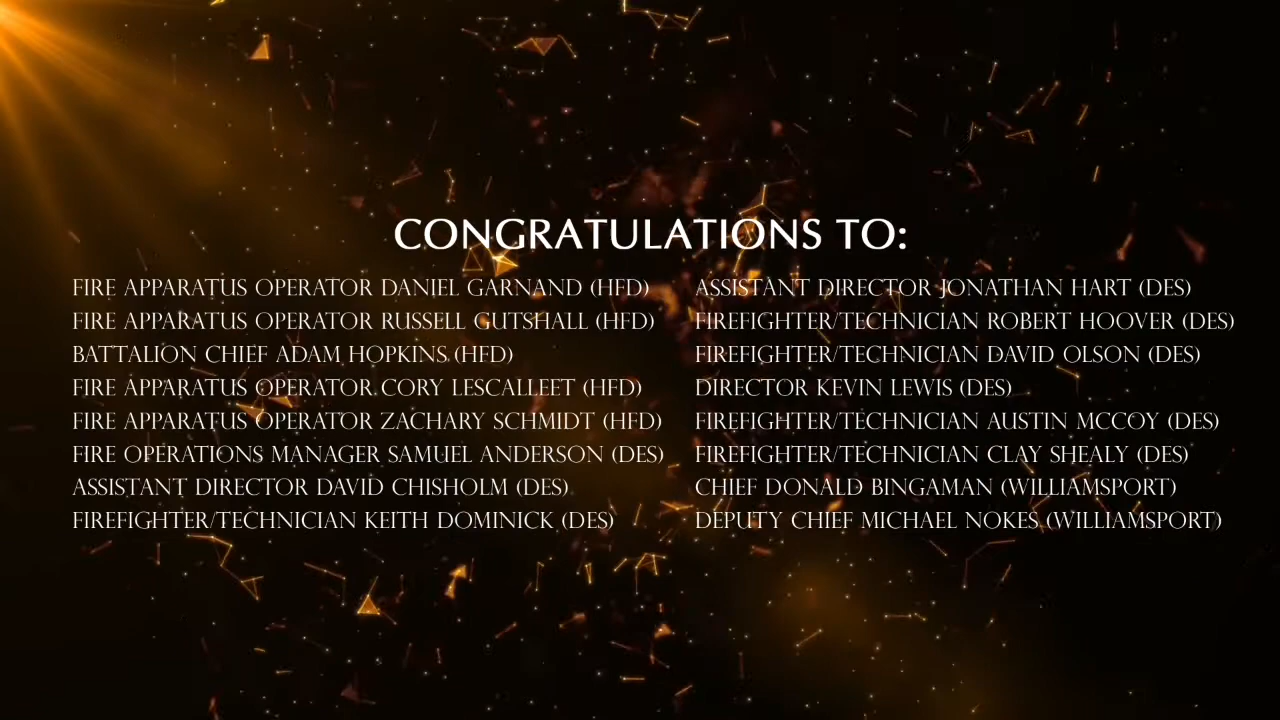 CONGRATULATIONS TO:
FIRE APPARATUS OPERATOR DANIEL GARNAND (HFD)
FIRE APPARATUS OPERATOR RUSSELL GUTSHALL (HFD)
BATTALION CHIEF ADAM HOPKINS (HFD)
FIRE APPARATUS OPERATOR CORY LESCALLEET (HFD)
FIRE APPARATUS OPERATOR ZACHARY SCHMIDT (HFD)
FIRE OPERATIONS MANAGER SAMUEL ANDERSON (DES)
ASSISTANT DIRECTOR DAVID CHISHOLM (DES)
FIREFIGHTER/TECHNICIAN KEITH DOMINICK (DES)
ASSISTANT DIRECTOR JONATHAN HART (DES)
FIREFIGHTER/TECHNICIAN ROBERT HOOVER (DES)
FIREFIGHTER/TECHNICIAN DAVID OLSON (DES)
DIRECTOR KEVIN LEWIS (DES)
FIREFIGHTER/TECHNICIAN AUSTIN MCCOY (DES)
FIREFIGHTER/TECHNICIAN CLAY SHEALY (DES)
CHIEF DONALD BINGAMAN (WILLIAMSPORT)
DEPUTY CHIEF MICHAEL NOKES (WILLIAMSPORT)